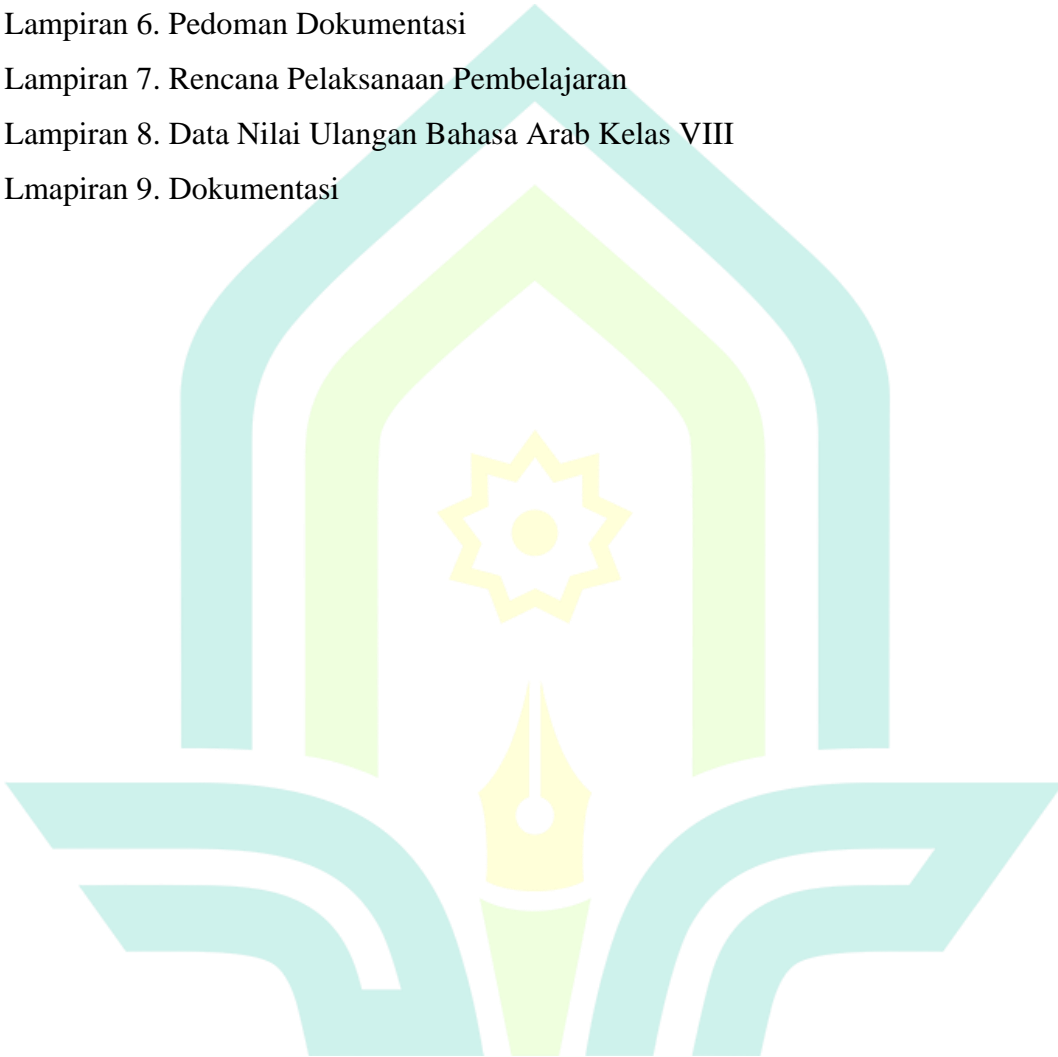 Lampiran 6. Pedoman Dokumentasi
Lampiran 7. Rencana Pelaksanaan Pembelajaran
Lampiran 8. Data Nilai Ulangan Bahasa Arab Kelas VIII
Lmapiran 9. Dokumentasi